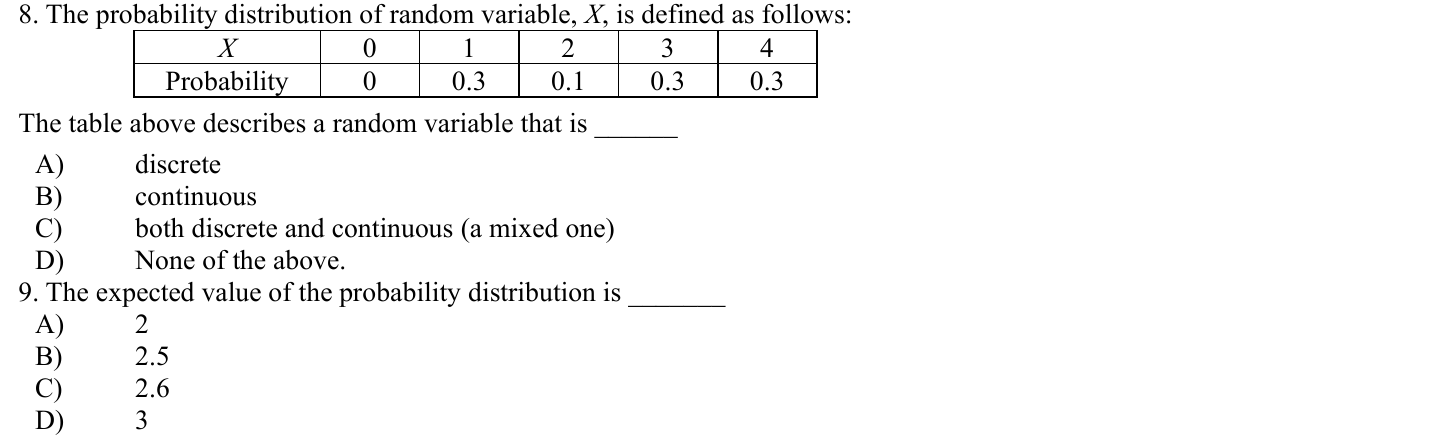 8. The probability distribution of random variable, X, is defined as follows:
X 0 1 2 3 4
Probability 0 0.3 0.1 0.3 0.3
The table above describes a random variable that is ______
A) discrete
B) continuous
C) both discrete and continuous (a mixed one)
D) None of the above.
9. The expected value of the probability distribution is _______
A) 2
B) 2.5
C) 2.6
D) 3